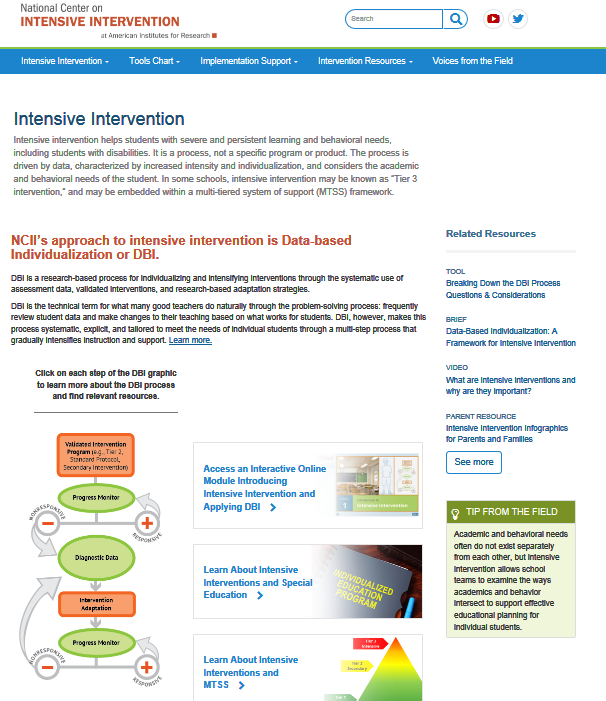 National Center on
INTENSIVE INTERVENTION
at American Institutes for Research
Search
Intensive Intervention
Tools Chart
Implementation Support
Intervention Resources
Voices from the Field
Intensive Intervention
Intensive intervention helps students with severe and persistent learning and behavioral needs,
including students with disabilities. It is a process, not a specific program or product. The process is
driven by data, characterized by increased intensity and individualization, and considers the academic
and behavioral needs of the student. In some schools, intensive intervention may be known as "Tier 3
intervention," and may be embedded within a multi-tiered system of support (MTSS) framework.
NCII's approach to intensive intervention is Data-based
Individualization or DBI.
DBI is a research-based process for individualizing and intensifying interventions through the systematic use of
assessment data, validated interventions, and research-based adaptation strategies.
DBI is the technical term for what many good teachers do naturally through the problem-solving process: frequently
review student data and make changes to their teaching based on what works for students. DBI, however, makes this
process systematic, explicit, and tailored to meet the needs of individual students through a multi-step process that
gradually intensifies instruction and support. Learn more.
Click on each step of the DBI graphic
to learn more about the DBI process
and find relevant resources.
Validated Intervention
Program (e.g., Tier 2,
Standard Protocol,
Secondary Intervention)
Progress Monitor
NONRESPONSIVE
RESPONSIVE
Diagnostic Data
Intervention
Adaptation
Progress Monitor
NONRESPONSIVE
RESPONSIVE
Access an Interactive Online
Module Introducing
Intensive Intervention and
Applying DBI
1
Intensive Intervention
Learn About Intensive
Interventions and Special
Education
INDIVIDUALIZED
EDUCATION
PROGRAM
Learn About Intensive
Interventions and
MTSS
Tier 3
Intensive
Tier 2
Secondary
Tier 1
Related Resources
TOOL
Breaking Down the DBI Process
Questions & Considerations
BRIEF
Data-Based Individualization: A
Framework for Intensive Intervention
VIDEO
What are Intensive Interventions and
why are they important?
PARENT RESOURCE
Intensive Intervention Infographics
for Parents and Families
See more
TIP FROM THE FIELD
Academic and behavioral needs
often do not exist separately
from each other, but intensive
intervention allows school
teams to examine the ways
academics and behavior
intersect to support effective
educational planning for
individual students.